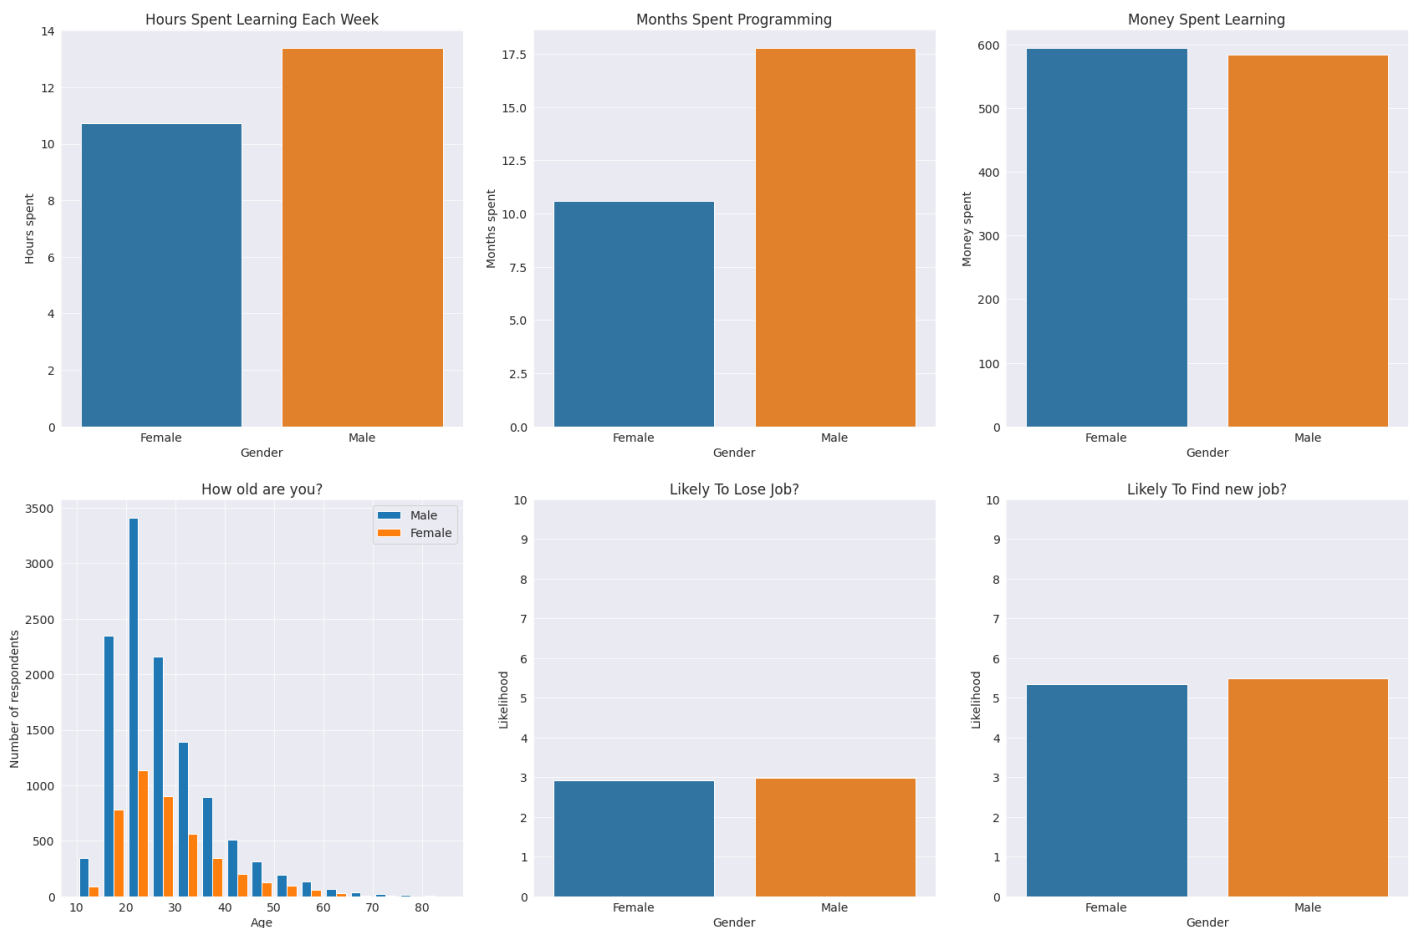 Hours Spent Learning Each Week
14
12
10
8
6
4
2
0
Hours spent
Female Male
Gender
Months Spent Programming
17.5
15.0
12.5
10.0
7.5
5.0
2.5
0.0
Months spent
Female Male
Gender
Money Spent Learning
600
500
400
300
200
100
0
Money spent
Female Male
Gender
How old are you?
Male
Female
3500
3000
2500
2000
1500
1000
500
0
Number of respondents
10 20 30 40 50 60 70 80
Age
Likely To Lose Job?
10
9
8
7
6
5
4
3
2
1
0
Likelihood
Female Male
Gender
Likely To Find new job?
10
9
8
7
6
5
4
3
2
1
0
Likelihood
Female Male
Gender